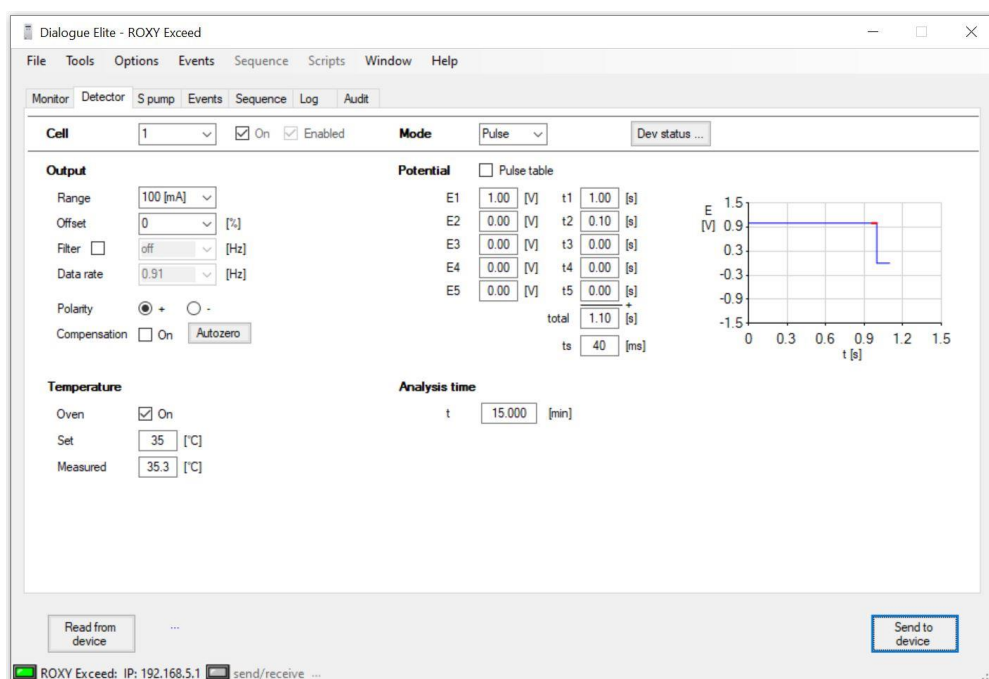 Dialogue Elite - ROXY Exceed
File Tools Options Events Sequence Scripts Window Help
Monitor Detector S pump Events Sequence Log Audit
Cell 1 On Enabled Mode Pulse Dev status ...
Output Potential Pulse table
Range 100 [mA] E1 1.00 [V] t1 1.00 [s]
Offset 0 [%] E2 0.00 [V] t2 0.10 [s]
Filter off [Hz] E3 0.00 [V] t3 0.00 [s]
Data rate 0.91 [Hz] E4 0.00 [V] t4 0.00 [s]
E5 0.00 [V] t5 0.00 [s]
Polarity + - +
total 1.10 [s]
Compensation On Autozero
ts 40 [ms]
E
[V]
1.5
0.9
0.3
-0.3
-0.9
-1.5
0 0.3 0.6 0.9 1.2 1.5
t [s]
Temperature Analysis time
Oven On t 15.000 [min]
Set 35 [°C]
Measured 35.3 [°C]
Read from
device
...
Send to
device
ROXY Exceed: IP: 192.168.5.1 send/receive ...